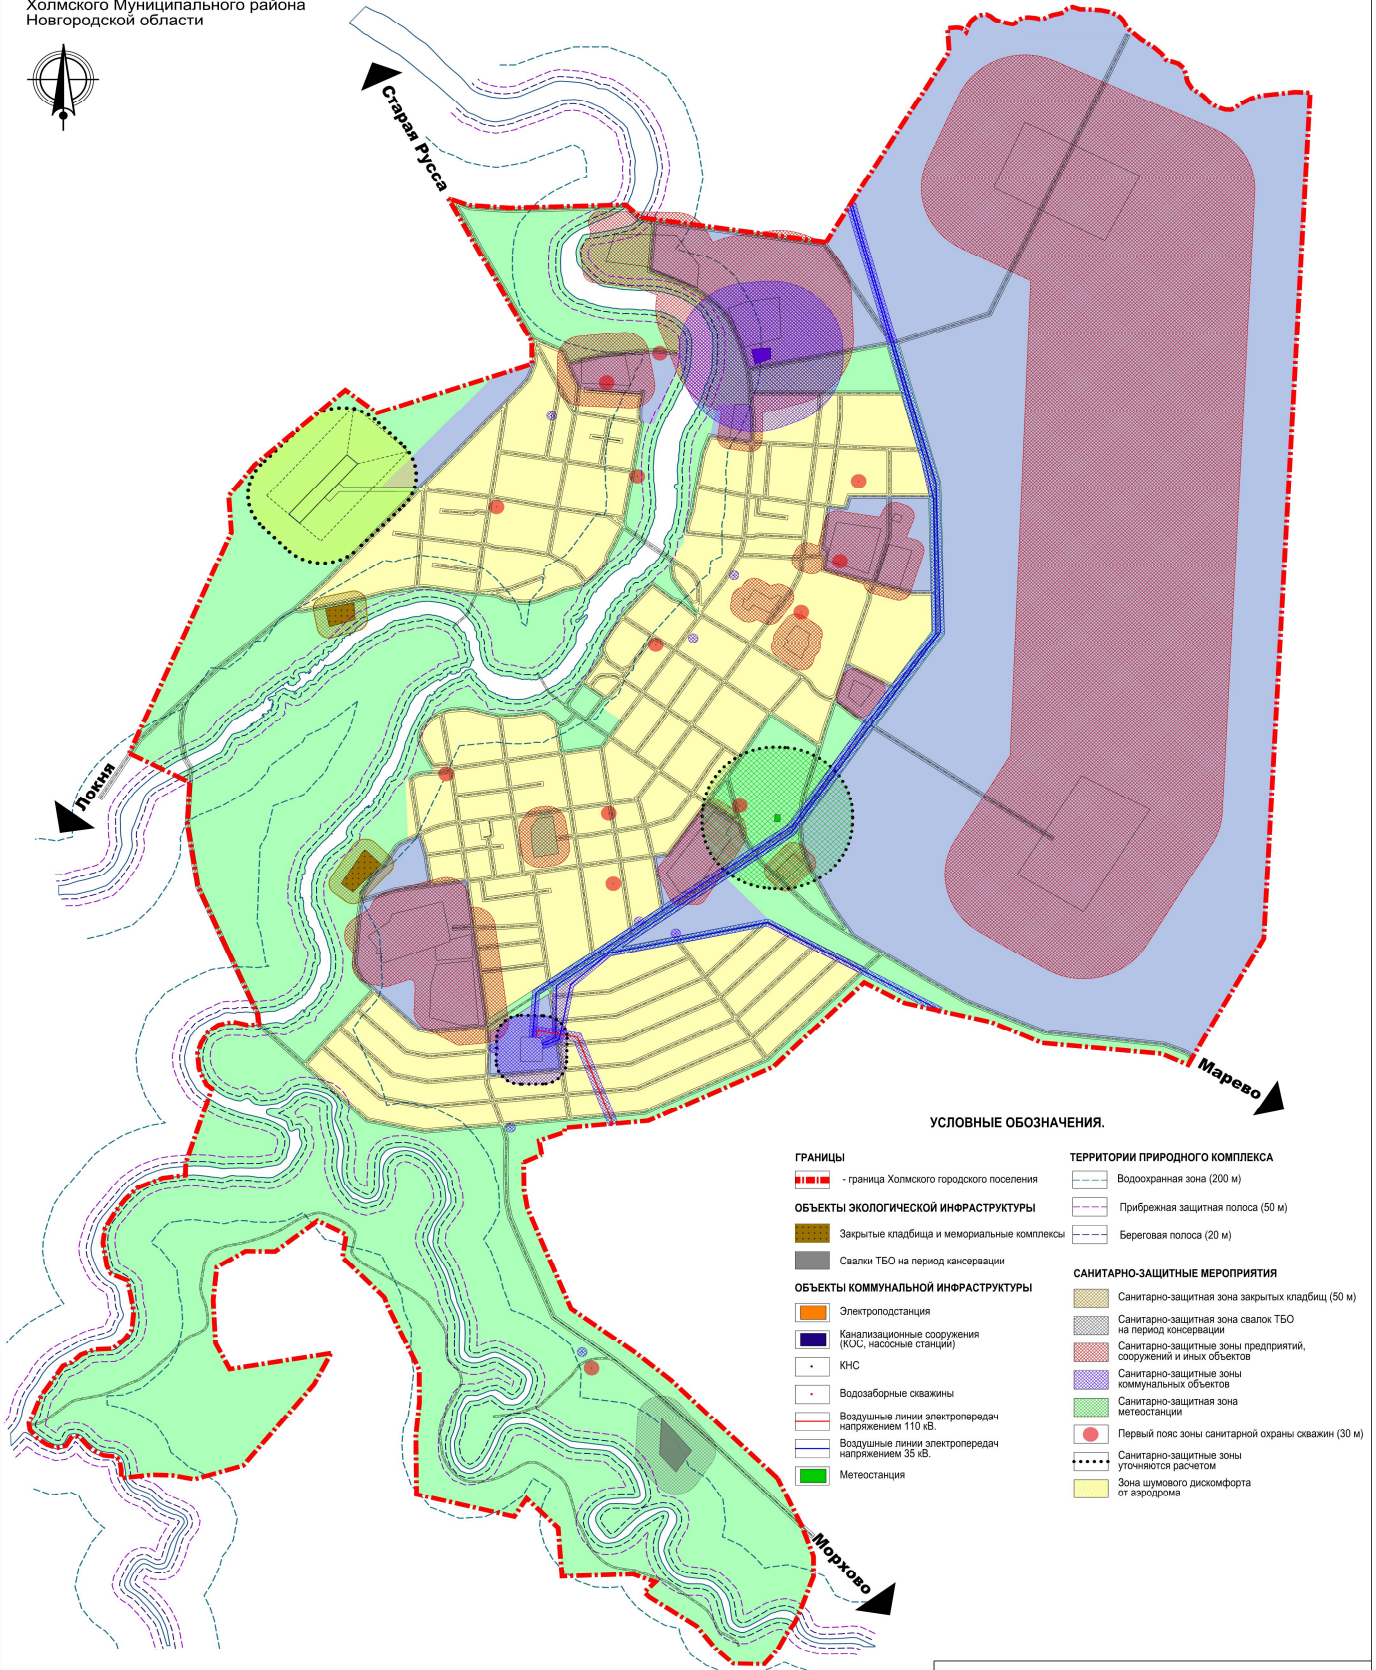 Холмского Муниципального района
Новгородской области
Старая Русса
Локня
Марево
Морхово
УСЛОВНЫЕ ОБОЗНАЧЕНИЯ.
ГРАНИЦЫ
- граница Холмского городского поселения
ОБЪЕКТЫ ЭКОЛОГИЧЕСКОЙ ИНФРАСТРУКТУРЫ
Закрытые кладбища и мемориальные комплексы
Свалки ТБО на период кансервации
ОБЪЕКТЫ КОММУНАЛЬНОЙ ИНФРАСТРУКТУРЫ
Электроподстанция
Канализационные сооружения
(КОС, насосные станции)
КНС
Водозаборные скважины
Воздушные линии электропередач
напряжением 110 кВ.
Воздушные линии электропередач
напряжением 35 кВ.
Метеостанция
ТЕРРИТОРИИ ПРИРОДНОГО КОМПЛЕКСА
Водоохранная зона (200 м)
Прибрежная защитная полоса (50 м)
Береговая полоса (20 м)
САНИТАРНО-ЗАЩИТНЫЕ МЕРОПРИЯТИЯ
Санитарно-защитная зона закрытых кладбищ (50 м)
Санитарно-защитная зона свалок ТБО
на период консервации
Санитарно-защитные зоны предприятий,
сооружений и иных объектов
Санитарно-защитные зоны
коммунальных объектов
Санитарно-защитная зона
метеостанции
Первый пояс зоны санитарной охраны скважин (30 м)
Санитарно-защитные зоны
уточняются расчетом
Зона шумового дискомфорта
от аэродрома